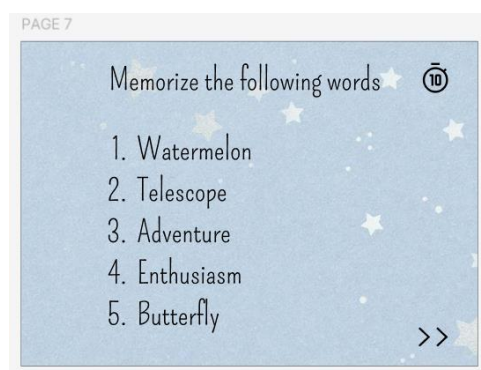 PAGE 7
Memorize the following words
10
1. Watermelon
2. Telescope
3. Adventure
4. Enthusiasm
5. Butterfly
>>